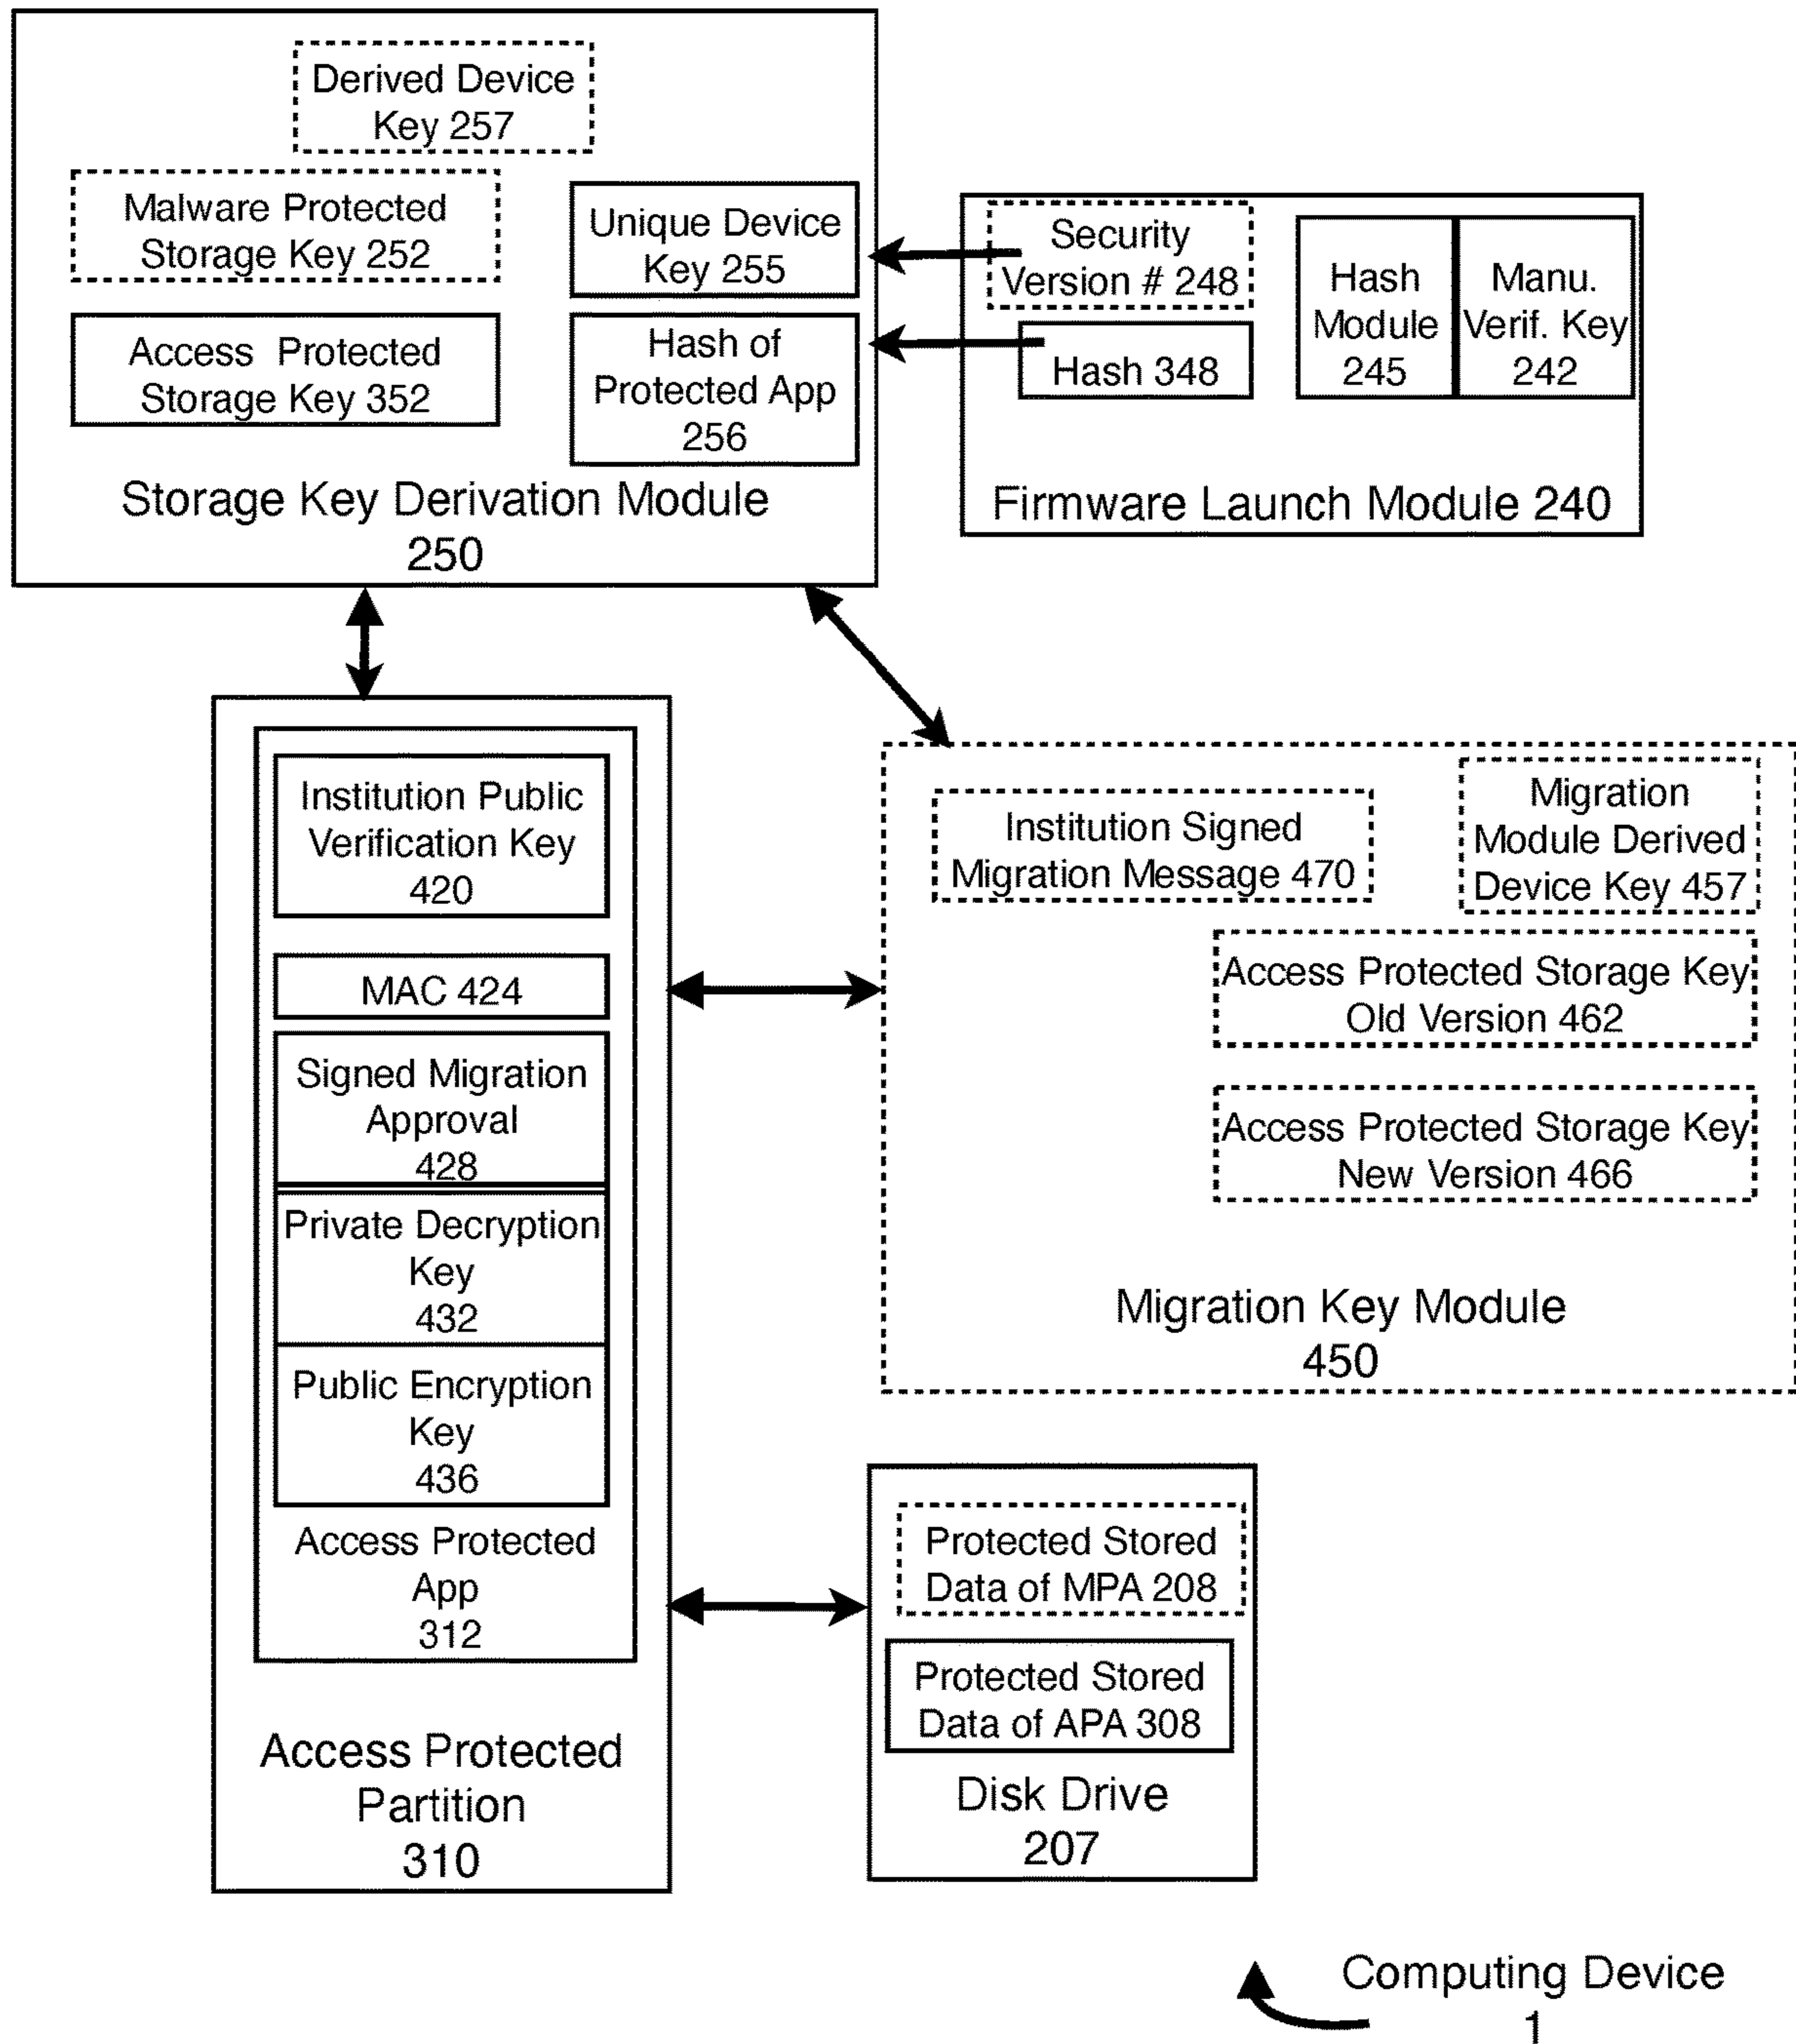 Derived Device
Key 257
Malware Protected
Storage Key 252
Access Protected
Storage Key 352
Unique Device
Key 255
Hash of
Protected App
256
Storage Key Derivation Module
250
Security
Version # 248
Hash 348
Hash
Module
245
Manu.
Verif. Key
242
Firmware Launch Module 240
Institution Public
Verification Key
420
MAC 424
Signed Migration
Approval
428
Private Decryption
Key
432
Public Encryption
Key
436
Access Protected
App
312
Access Protected
Partition
310
Institution Signed
Migration Message 470
Migration
Module Derived
Device Key 457
Access Protected Storage Key
Old Version 462
Access Protected Storage Key
New Version 466
Migration Key Module
450
Protected Stored
Data of MPA 208
Protected Stored
Data of APA 308
Disk Drive
207
Computing Device
1